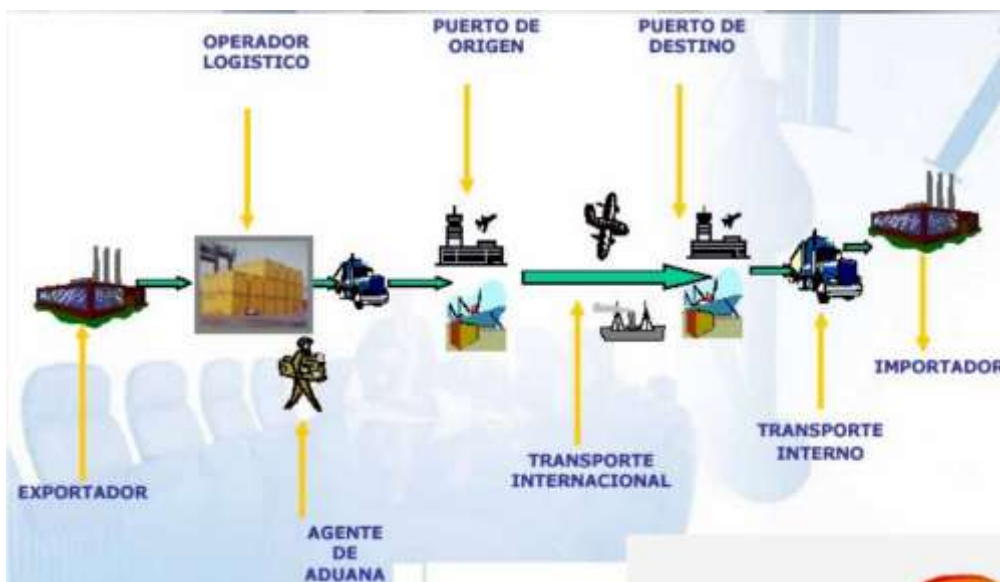 OPERADOR
LOGISTICO
PUERTO DE
ORIGEN
PUERTO DE
DESTINO
IMPORTADOR
TRANSPORTE
INTERNO
TRANSPORTE
INTERNACIONAL
EXPORTADOR
AGENTE
DE
ADUANA